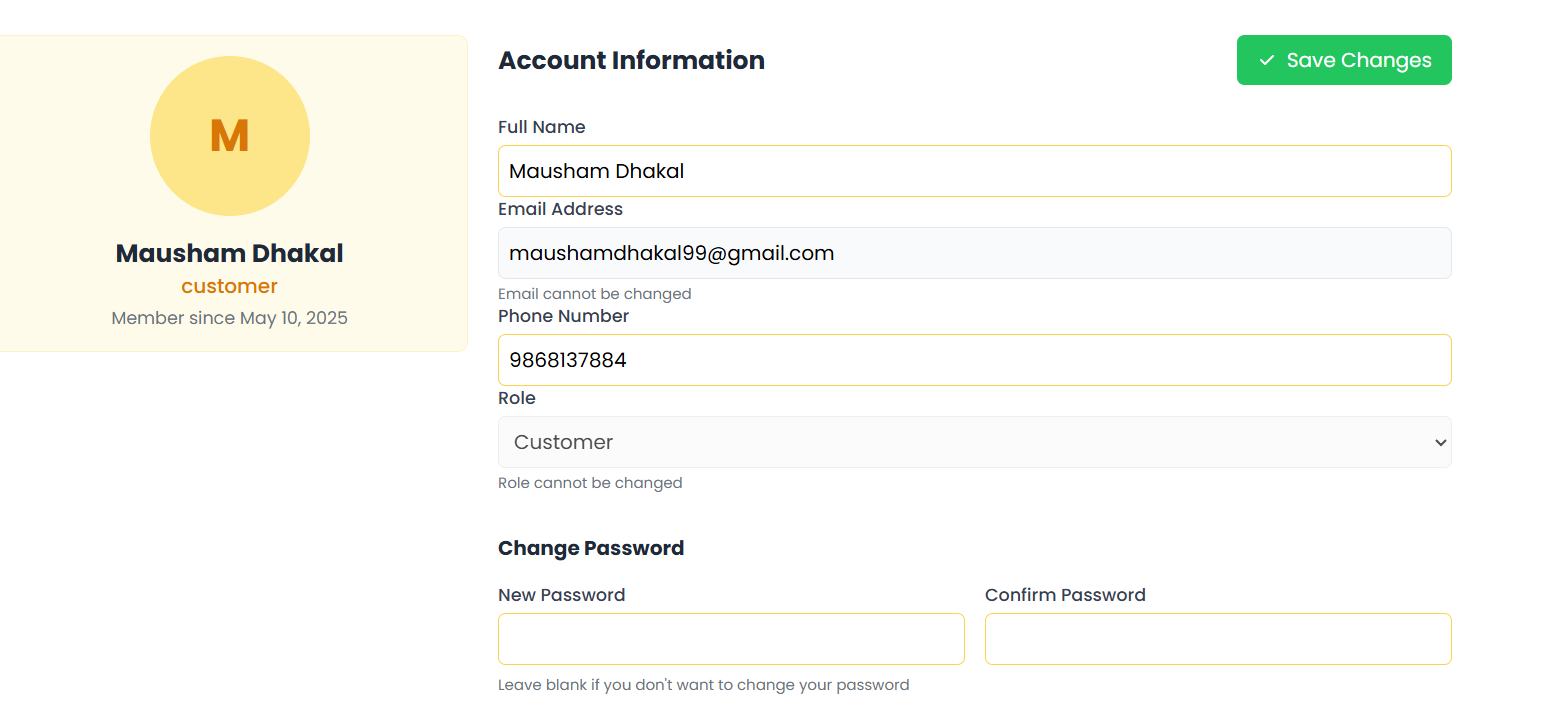 M
Mausham Dhakal
customer
Member since May 10, 2025
Account Information
Save Changes
Full Name
Mausham Dhakal
Email Address
maushamdhakal99@gmail.com
Email cannot be changed
Phone Number
9868137884
Role
Customer
Role cannot be changed
Change Password
New Password
Confirm Password
Leave blank if you don't want to change your password